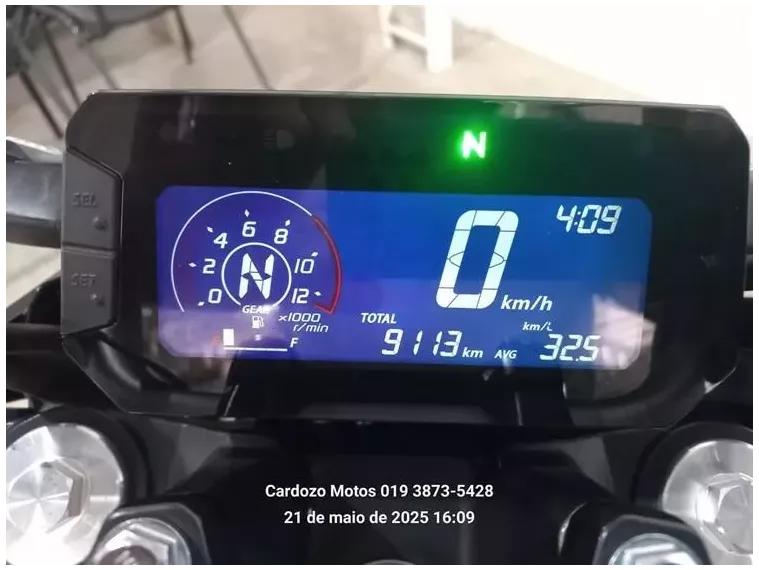 N
SEL
SET
4:09
0 km/h
6
4 8
2 N 10
0 12
GEAR
x1000 r/min
F
TOTAL
9113 km
km/L
AVG 32.5
Cardozo Motos 019 3873-5428
21 de maio de 2025 16:09